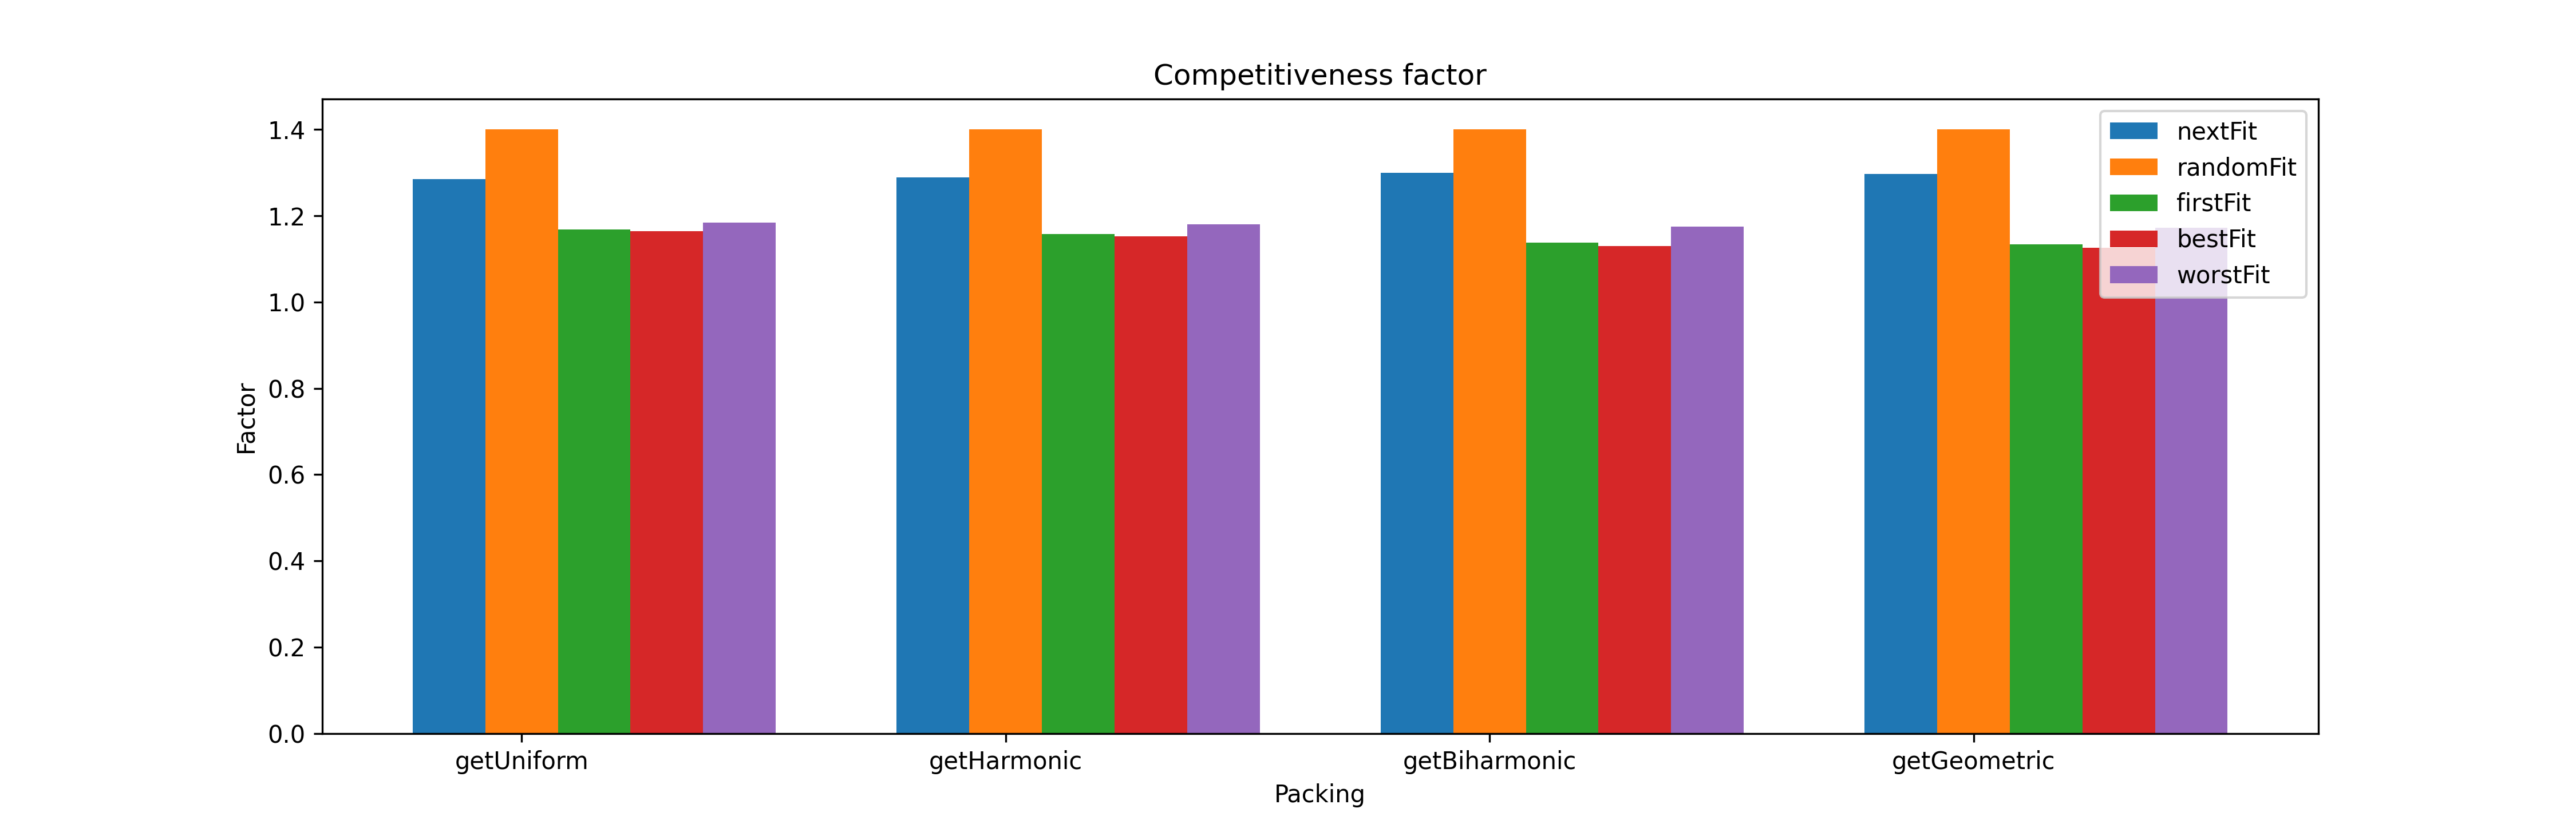 Competitiveness factor
1.4
1.2
1.0
0.8
0.6
0.4
0.2
0.0
Factor
nextFit
randomFit
firstFit
bestFit
worstFit
getUniform
getHarmonic
getBiharmonic
getGeometric
Packing